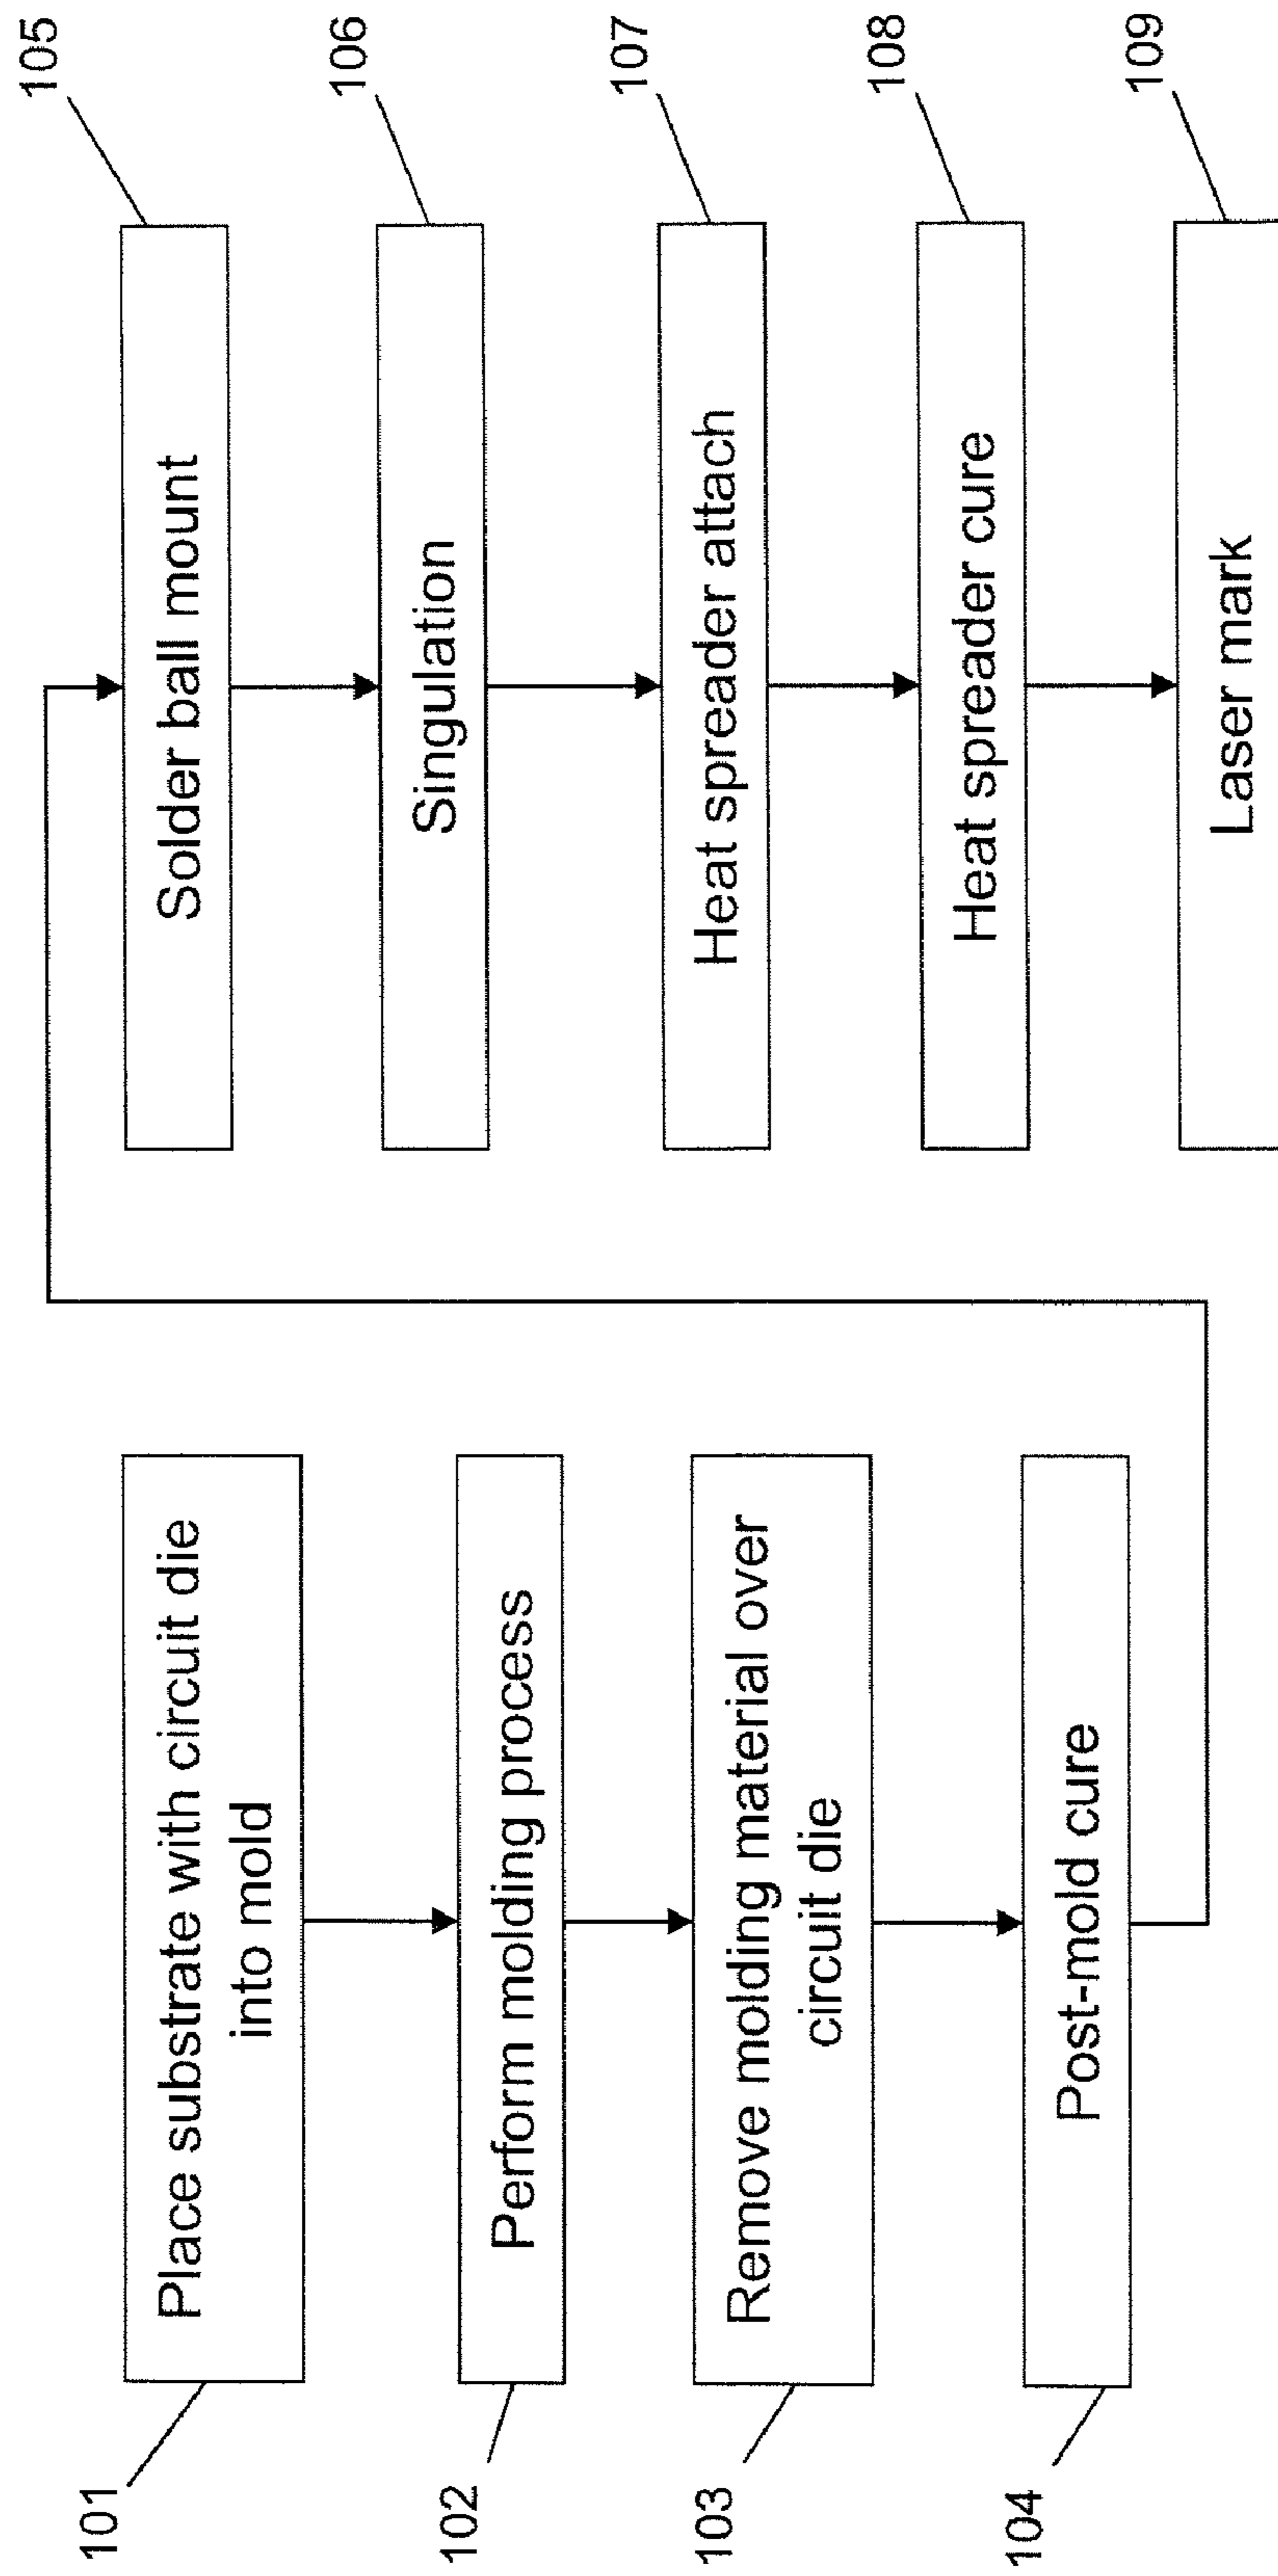 101
Place substrate with circuit die
into mold
102
Perform molding process
103
Remove molding material over
circuit die
104
Post-mold cure
105
Solder ball mount
106
Singulation
107
Heat spreader attach
108
Heat spreader cure
109
Laser mark